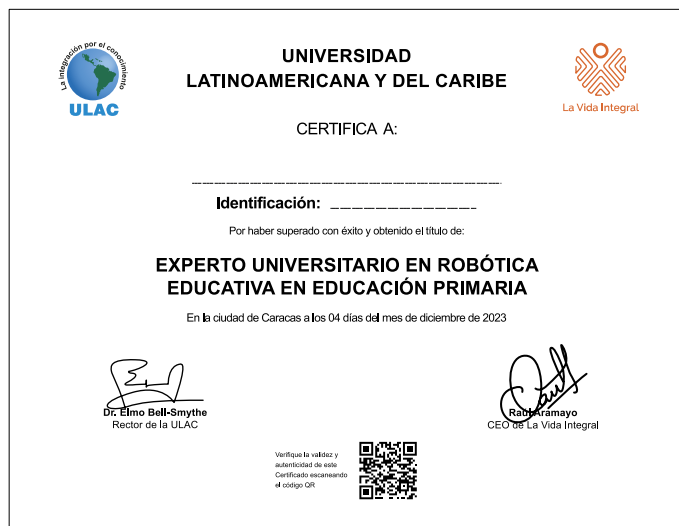 La integración por el conocimiento
ULAC
UNIVERSIDAD
LATINOAMERICANA Y DEL CARIBE
La Vida Integral
CERTIFICA A:
Identificación:
Por haber superado con éxito y obtenido el título de:
EXPERTO UNIVERSITARIO EN ROBÓTICA
EDUCATIVA EN EDUCACIÓN PRIMARIA
En la ciudad de Caracas a los 04 días del mes de diciembre de 2023
Dr. Elmo Bell-Smythe
Rector de la ULAC
Raúl Aramayo
CEO de La Vida Integral
Verifique la validez y
autenticidad de este
Certificado escaneando
el código QR